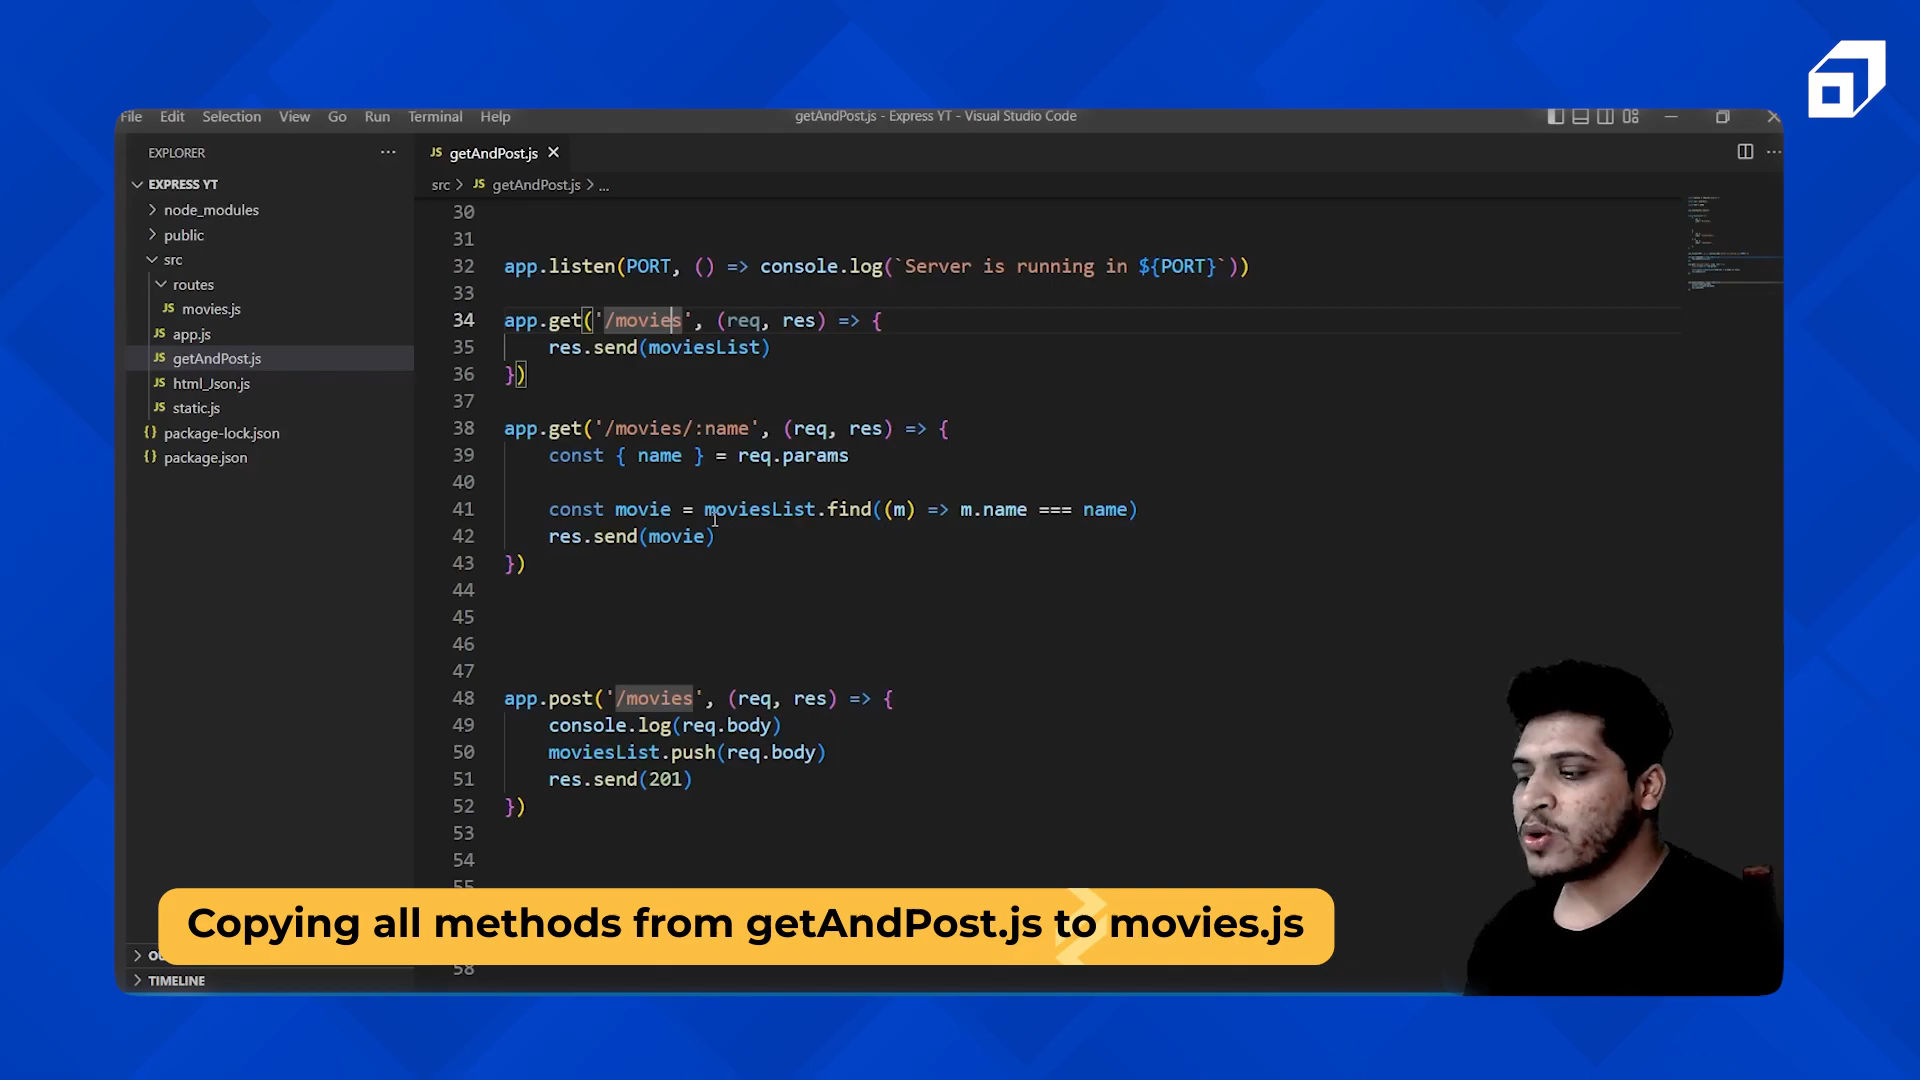 File Edit Selection View Go Run Terminal Help
getAndPost.js - Express YT - Visual Studio Code
EXPLORER
EXPRESS YT
node_modules
public
src
routes
JS movies.js
JS app.js
JS getAndPost.js
JS html_Json.js
JS static.js
{} package-lock.json
{} package.json
TIMELINE
JS getAndPost.js
src > JS getAndPost.js > ...
30
31
32 app.listen(PORT, () => console.log(`Server is running in ${PORT}`))
33
34 app.get('/movies', (req, res) => {
35 res.send(moviesList)
36 })
37
38 app.get('/movies/:name', (req, res) => {
39 const { name } = req.params
40
41 const movie = moviesList.find((m) => m.name === name)
42 res.send(movie)
43 })
44
45
46
47
48 app.post('/movies', (req, res) => {
49 console.log(req.body)
50 moviesList.push(req.body)
51 res.send(201)
52 })
53
54
55
58
Copying all methods from getAndPost.js to movies.js